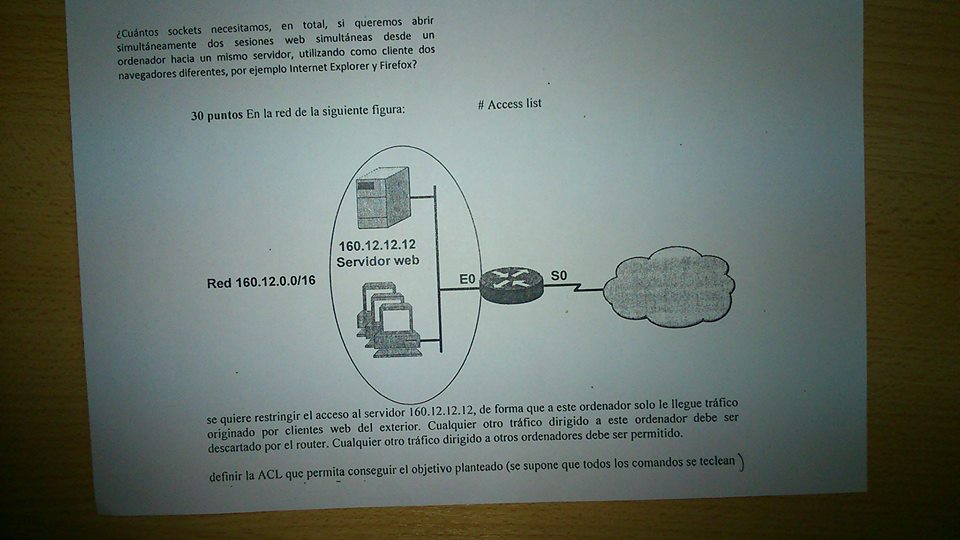 ¿Cuántos sockets necesitamos, en total, si queremos abrir
simultáneamente dos sesiones web simultáneas desde un
ordenador hacia un mismo servidor, utilizando como cliente dos
navegadores diferentes, por ejemplo Internet Explorer y Firefox?
30 puntos En la red de la siguiente figura:
# Access list
160.12.12.12
Servidor web
Red 160.12.0.0/16
E0
S0
se quiere restringir el acceso al servidor 160.12.12.12, de forma que a este ordenador solo le llegue tráfico
originado por clientes web del exterior. Cualquier otro tráfico dirigido a este ordenador debe ser
descartado por el router. Cualquier otro tráfico dirigido a otros ordenadores debe ser permitido.
definir la ACL que permita conseguir el objetivo planteado (se supone que todos los comandos se teclean )